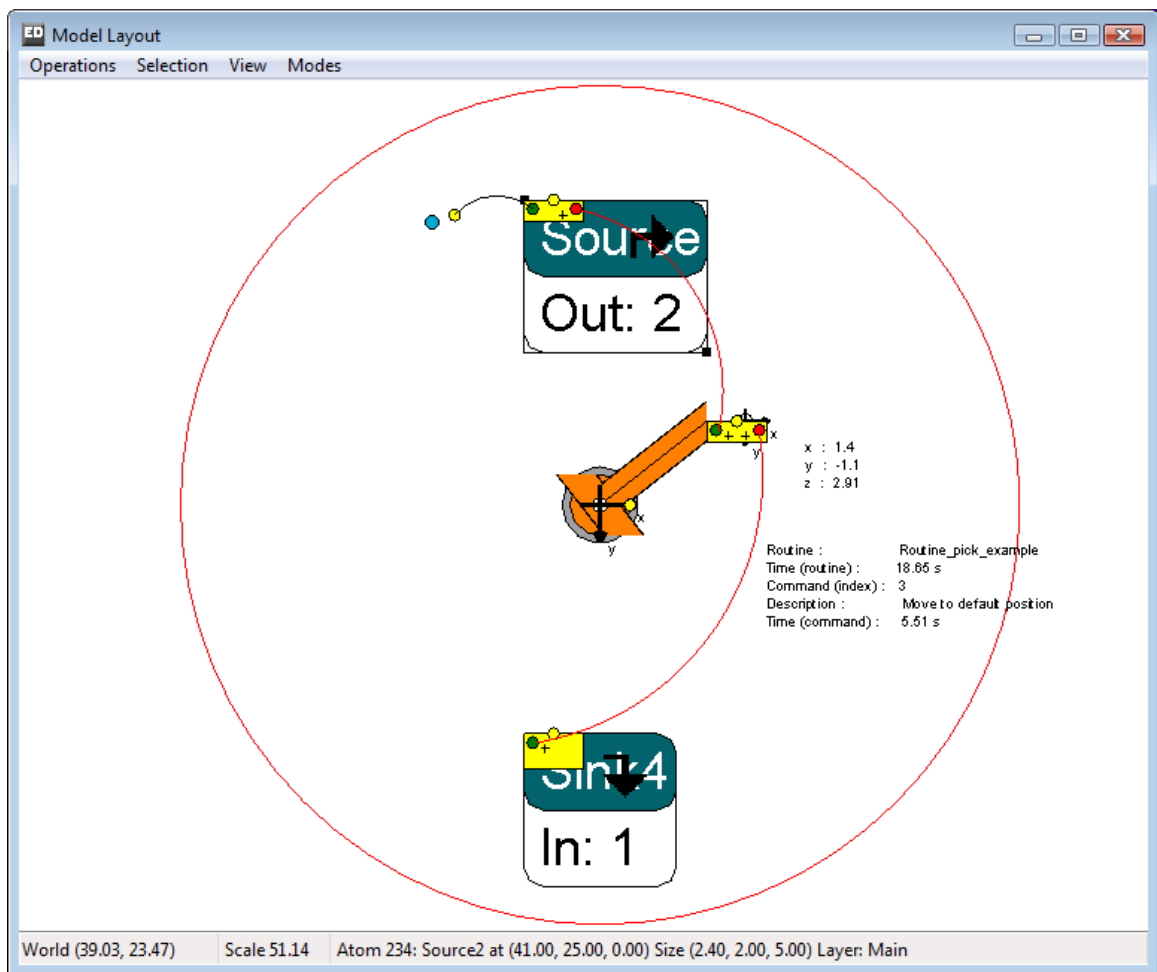 ED Model Layout
Operations Selection View Modes
Source
Out: 2
x
y
x : 1.4
y : -1.1
z : 2.91
x
y
Routine : Routine_pick_example
Time (routine) : 18.65 s
Command (index) : 3
Description : Move to default position
Time (command) : 5.51 s
Sink4
In: 1
World (39.03, 23.47) Scale 51.14 Atom 234: Source2 at (41.00, 25.00, 0.00) Size (2.40, 2.00, 5.00) Layer: Main